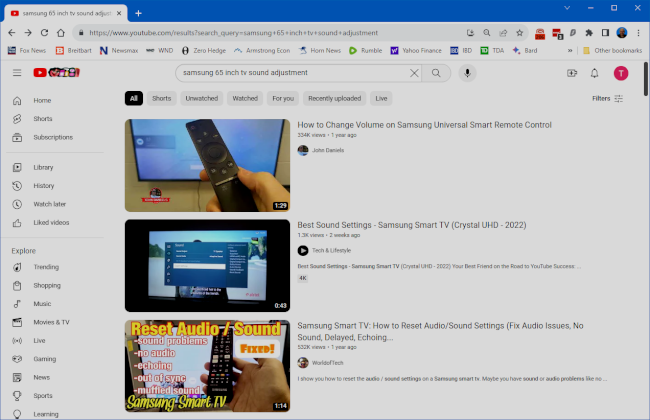 samsung 65 inch tv sound adjustment
https://www.youtube.com/results?search_query=samsung+65+inch+tv+sound+adjustment
Fox News Breitbart Newsmax WND Zero Hedge Armstrong Econ Horn News Rumble Yahoo Finance IBD TDA Bard Other bookmarks
samsung 65 inch tv sound adjustment
T
All Shorts Unwatched Watched For you Recently uploaded Live Filters
Home
Shorts
Subscriptions
Library
History
Watch later
Liked videos
Explore
Trending
Shopping
Music
Movies & TV
Live
Gaming
News
Sports
Learning
1:29
How to Change Volume on Samsung Universal Smart Remote Control
334K views • 1 year ago
John Daniels
Sound
0:43
Best Sound Settings - Samsung Smart TV (Crystal UHD - 2022)
1.3K views • 2 weeks ago
Tech & Lifestyle
Best Sound Settings - Samsung Smart TV (Crystal UHD - 2022) Your Best Friend on the Road to YouTube Success ...
4K
Reset Audio / Sound
-sound problems
-no audio
-echoing
-out of sync
-muffled sound
Fixed!
Samsung Smart TV
1:14
Samsung Smart TV: How to Reset Audio/Sound Settings (Fix Audio Issues, No
Sound, Delayed, Echoing...
532K views • 1 year ago
WorldofTech
I show you how to reset the audio / sound settings on a Samsung smart tv. Maybe you have sound or audio problems like no ...